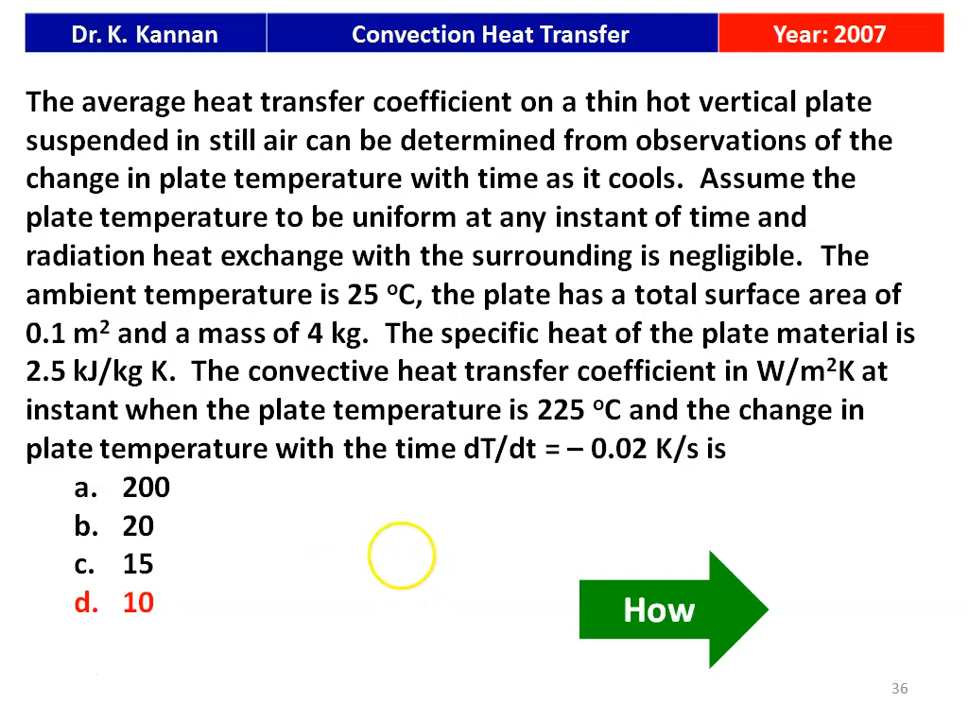 Dr. K. Kannan Convection Heat Transfer Year: 2007
The average heat transfer coefficient on a thin hot vertical plate
suspended in still air can be determined from observations of the
change in plate temperature with time as it cools. Assume the
plate temperature to be uniform at any instant of time and
radiation heat exchange with the surrounding is negligible. The
ambient temperature is 25 ᵒC, the plate has a total surface area of
0.1 m² and a mass of 4 kg. The specific heat of the plate material is
2.5 kJ/kg K. The convective heat transfer coefficient in W/m²K at
instant when the plate temperature is 225 ᵒC and the change in
plate temperature with the time dT/dt = – 0.02 K/s is
a. 200
b. 20
c. 15
d. 10
How
36